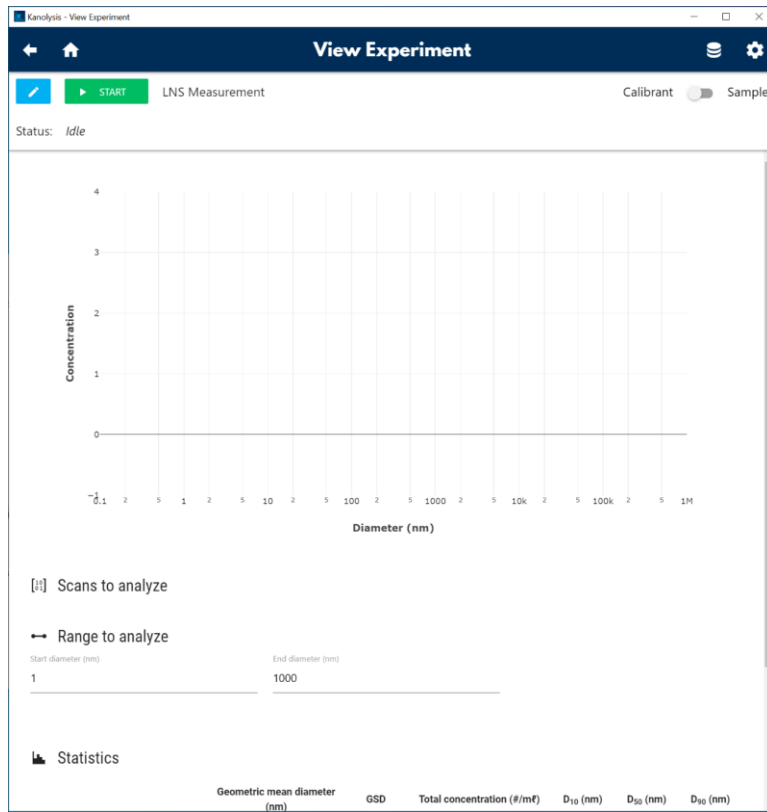 Kanolysis - View Experiment
View Experiment
START LNS Measurement Calibrant Sample
Status: Idle
4
3
2
1
0
−1
Concentration
0.1 2 5 1 2 5 10 2 5 100 2 5 1000 2 5 10k 2 5 100k 2 5 1M
Diameter (nm)
Scans to analyze
Range to analyze
Start diameter (nm) End diameter (nm)
1 1000
Statistics
Geometric mean diameter (nm) GSD Total concentration (#/mℓ) D₁₀ (nm) D₅₀ (nm) D₉₀ (nm)